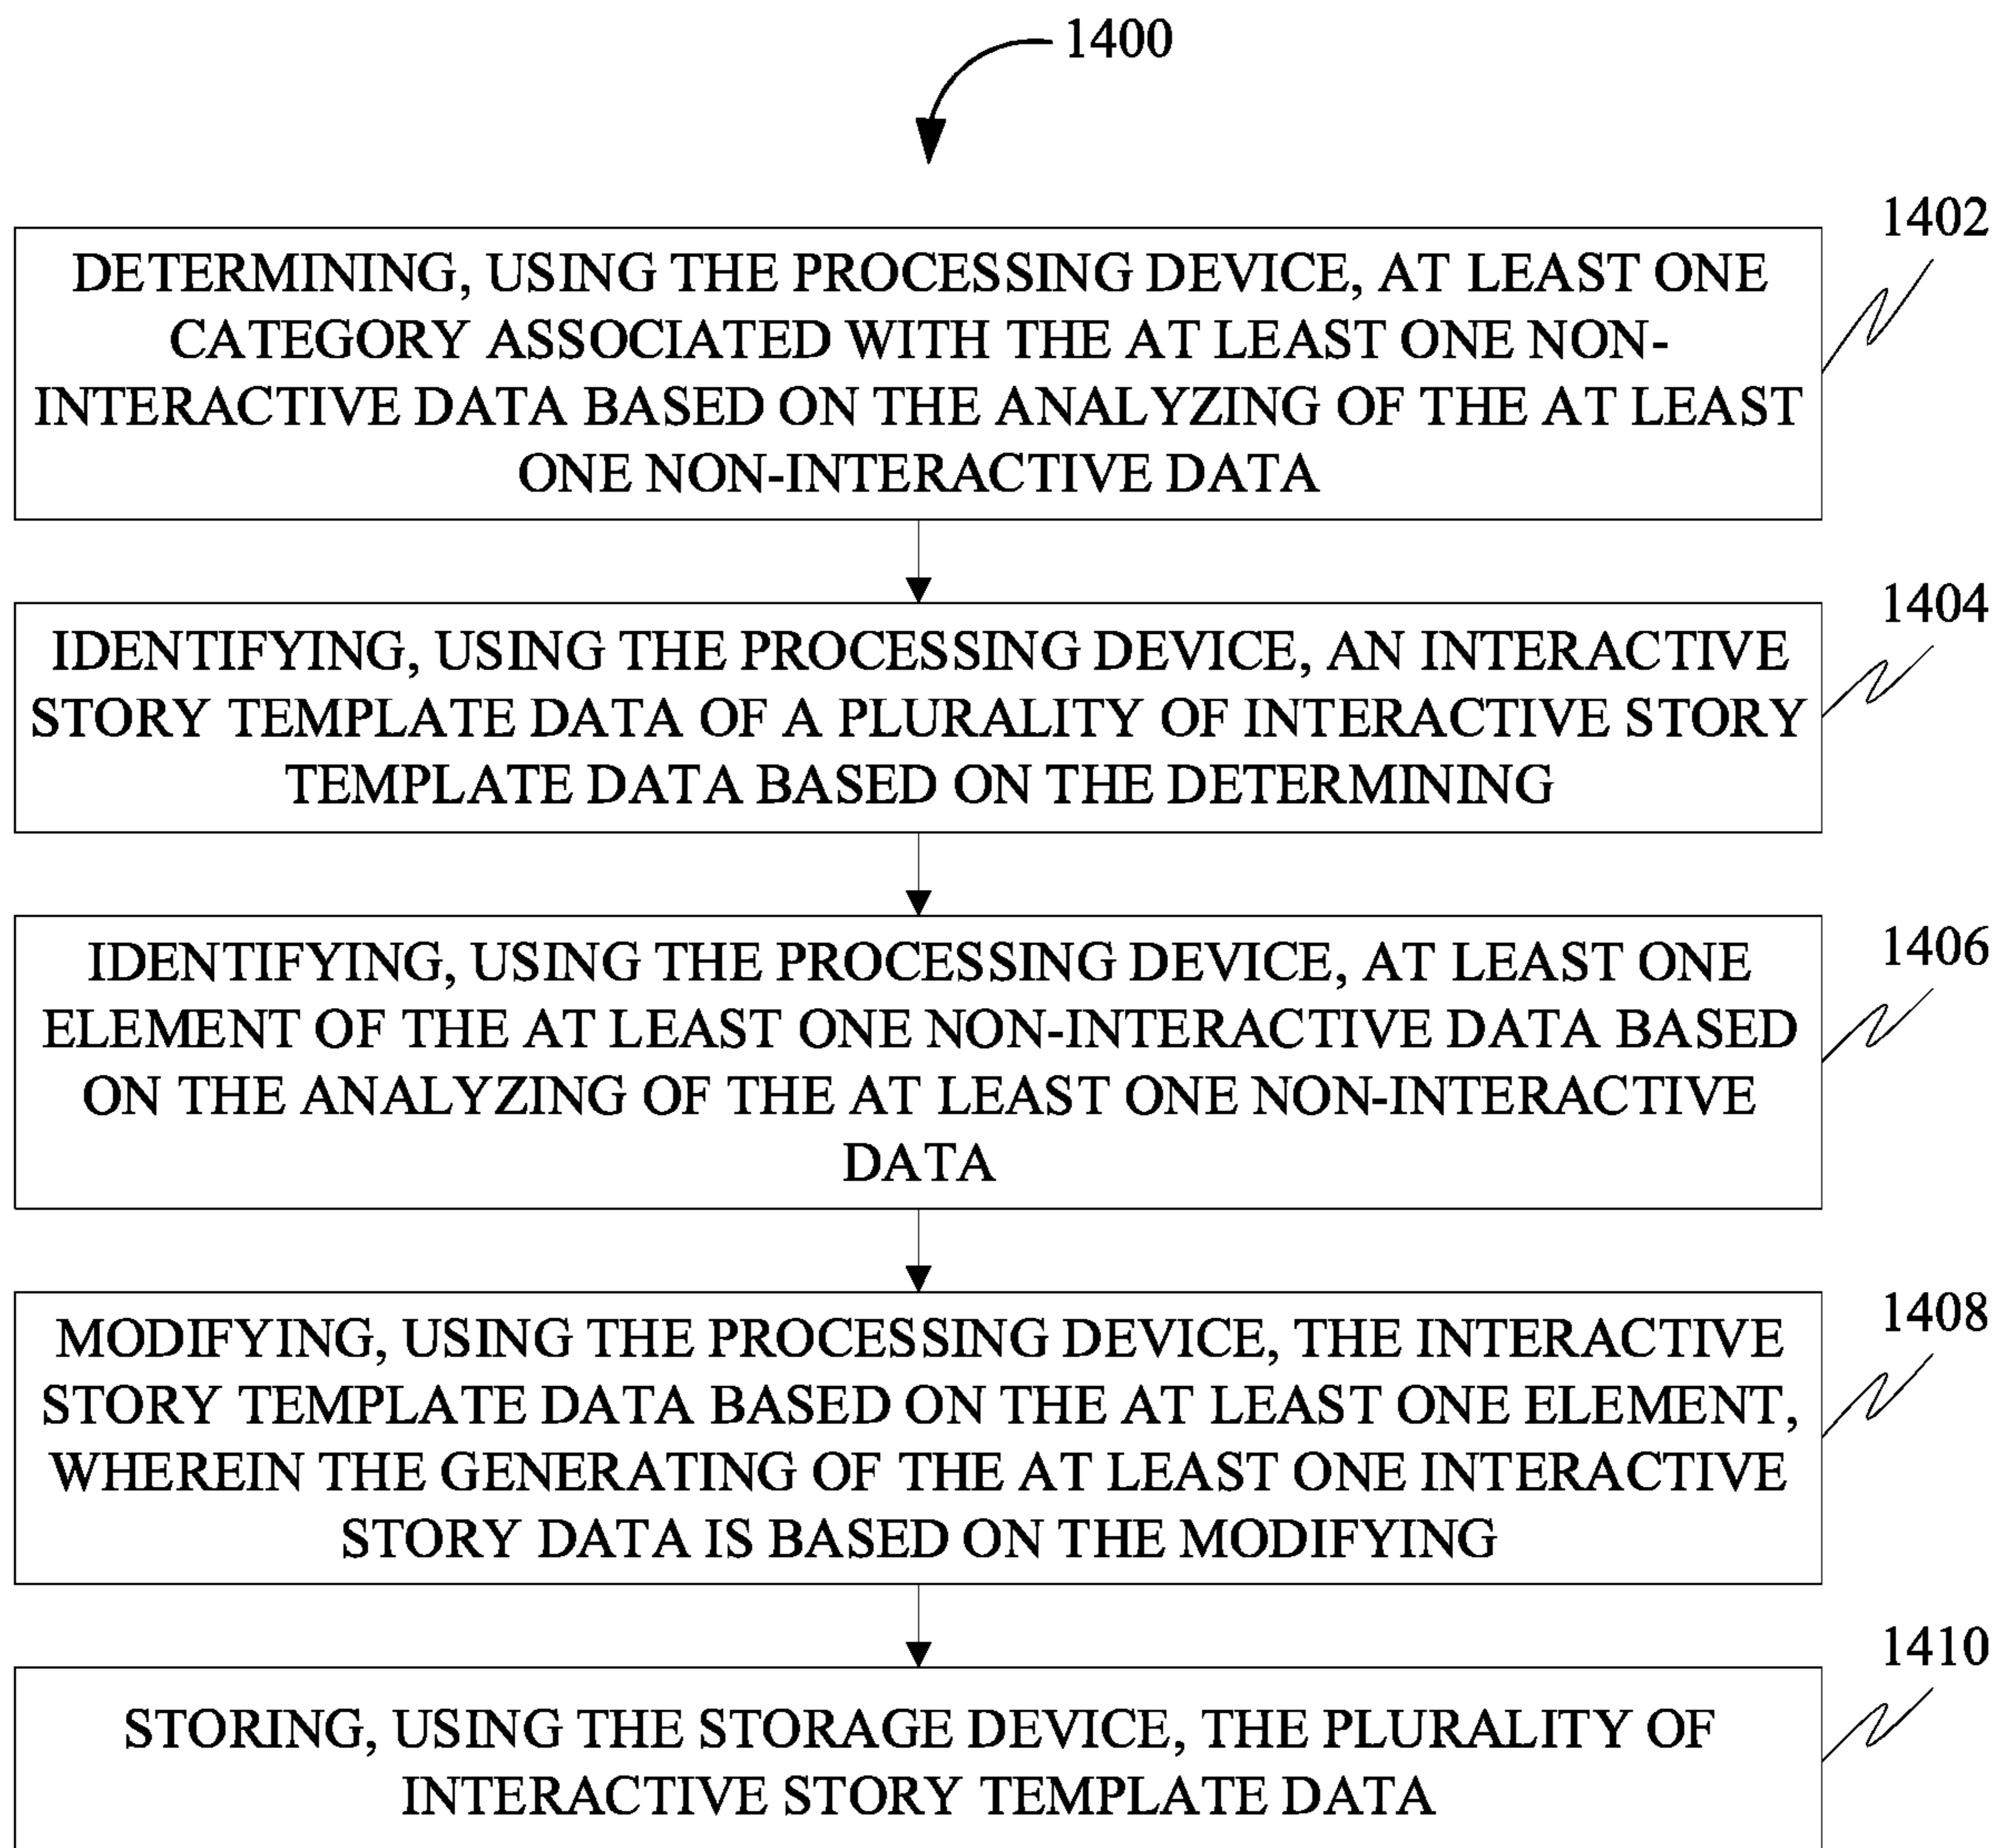 1400
1402
DETERMINING, USING THE PROCESSING DEVICE, AT LEAST ONE
CATEGORY ASSOCIATED WITH THE AT LEAST ONE NON-
INTERACTIVE DATA BASED ON THE ANALYZING OF THE AT LEAST
ONE NON-INTERACTIVE DATA
1404
IDENTIFYING, USING THE PROCESSING DEVICE, AN INTERACTIVE
STORY TEMPLATE DATA OF A PLURALITY OF INTERACTIVE STORY
TEMPLATE DATA BASED ON THE DETERMINING
1406
IDENTIFYING, USING THE PROCESSING DEVICE, AT LEAST ONE
ELEMENT OF THE AT LEAST ONE NON-INTERACTIVE DATA BASED
ON THE ANALYZING OF THE AT LEAST ONE NON-INTERACTIVE
DATA
1408
MODIFYING, USING THE PROCESSING DEVICE, THE INTERACTIVE
STORY TEMPLATE DATA BASED ON THE AT LEAST ONE ELEMENT,
WHEREIN THE GENERATING OF THE AT LEAST ONE INTERACTIVE
STORY DATA IS BASED ON THE MODIFYING
1410
STORING, USING THE STORAGE DEVICE, THE PLURALITY OF
INTERACTIVE STORY TEMPLATE DATA